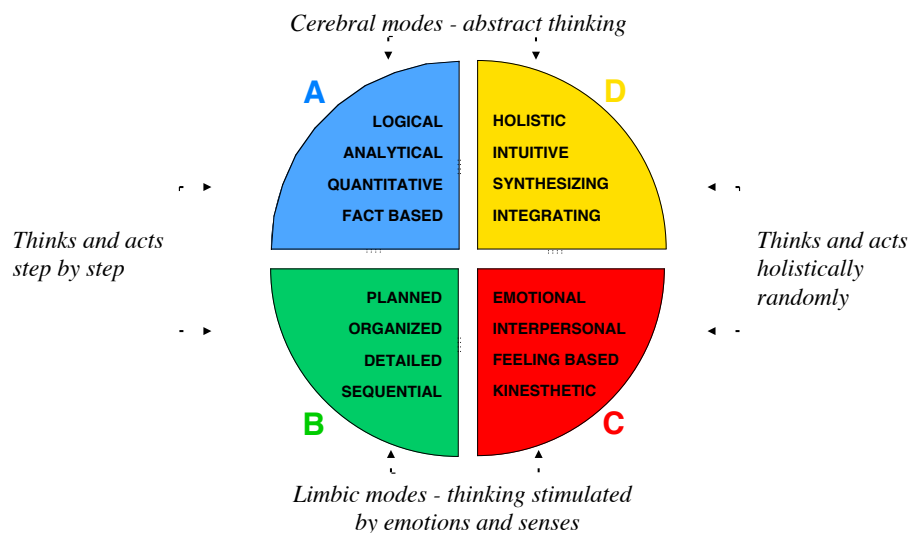 Cerebral modes - abstract thinking
A
D
LOGICAL
ANALYTICAL
QUANTITATIVE
FACT BASED
HOLISTIC
INTUITIVE
SYNTHESIZING
INTEGRATING
Thinks and acts
step by step
Thinks and acts
holistically
randomly
PLANNED
ORGANIZED
DETAILED
SEQUENTIAL
EMOTIONAL
INTERPERSONAL
FEELING BASED
KINESTHETIC
B
C
Limbic modes - thinking stimulated
by emotions and senses